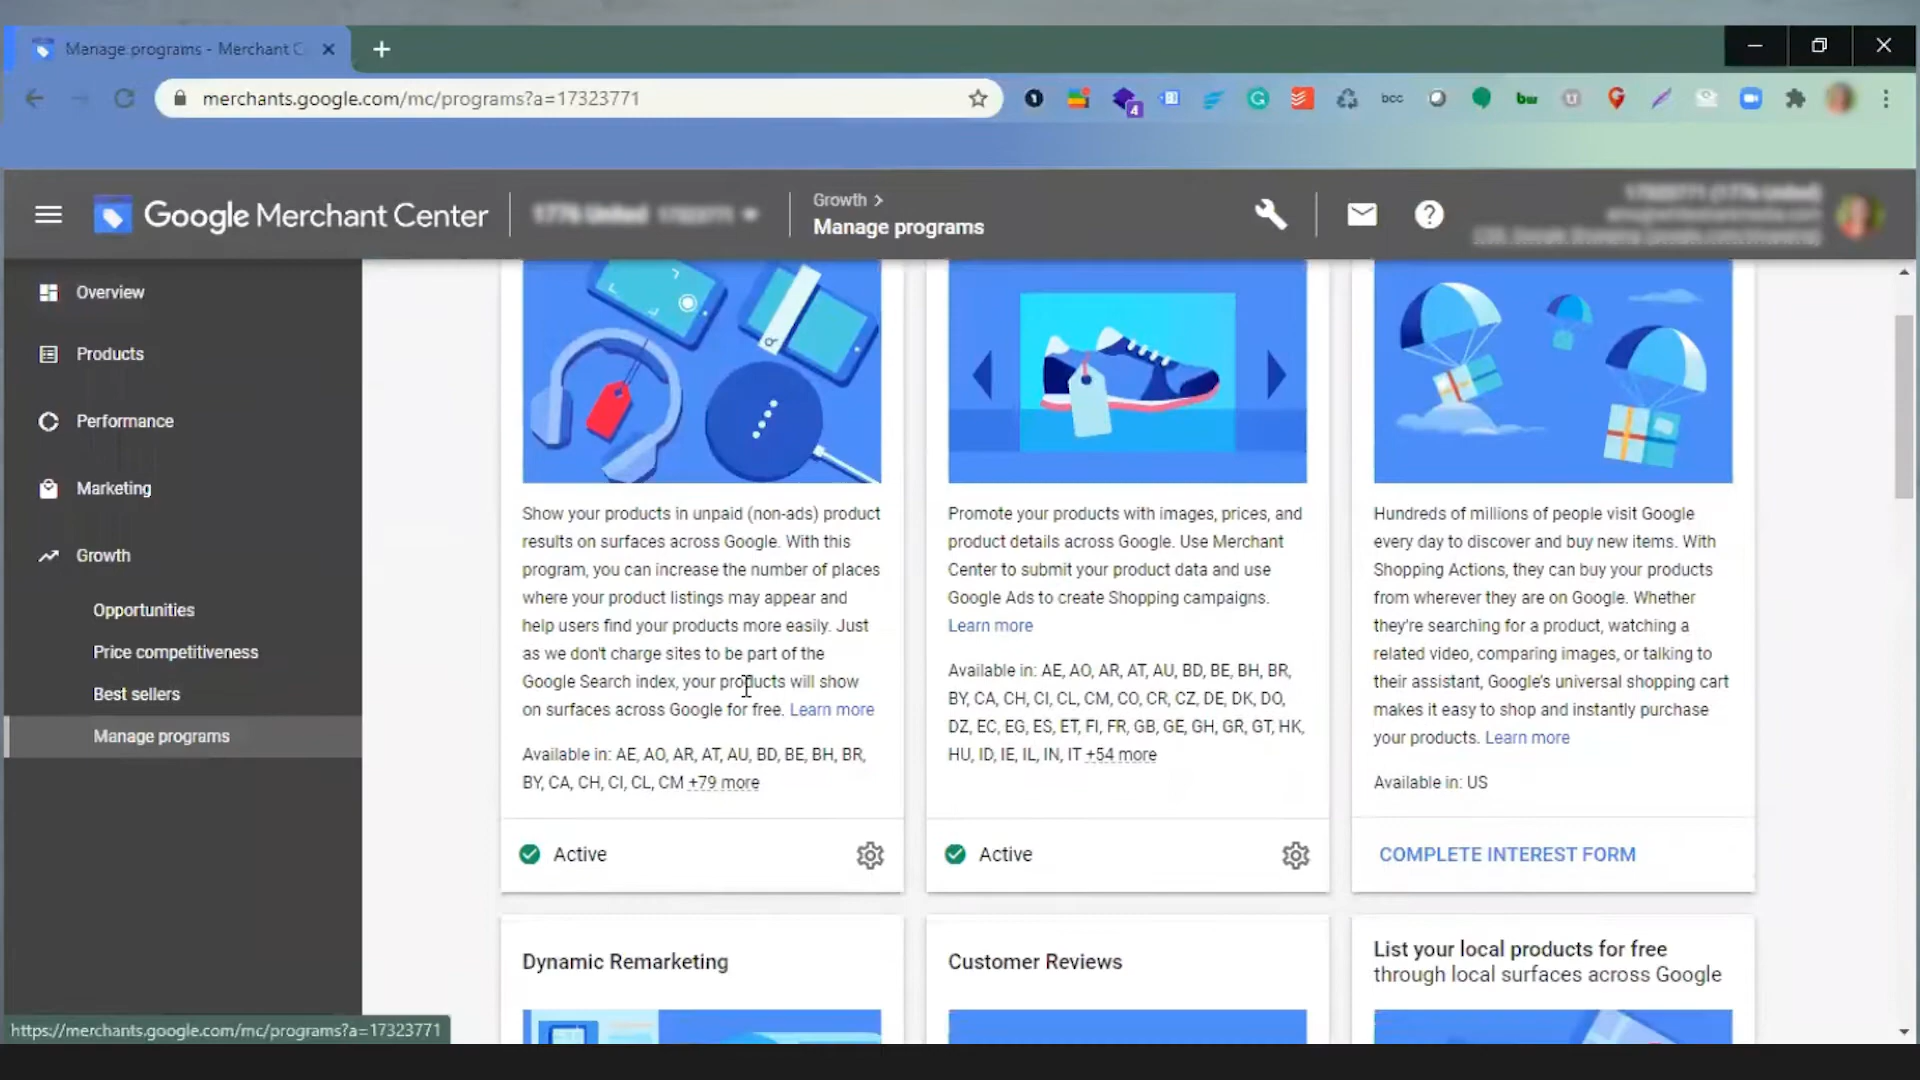 Manage programs - Merchant C
merchants.google.com/mc/programs?a=17323771
4
bcc
bw
Google Merchant Center
Growth >
Manage programs
Overview
Products
Performance
Marketing
Growth
Opportunities
Price competitiveness
Best sellers
Manage programs
Show your products in unpaid (non-ads) product
results on surfaces across Google. With this
program, you can increase the number of places
where your product listings may appear and
help users find your products more easily. Just
as we don't charge sites to be part of the
Google Search index, your products will show
on surfaces across Google for free. Learn more
Available in: AE, AO, AR, AT, AU, BD, BE, BH, BR,
BY, CA, CH, CI, CL, CM +79 more
Active
Promote your products with images, prices, and
product details across Google. Use Merchant
Center to submit your product data and use
Google Ads to create Shopping campaigns.
Learn more
Available in: AE, AO, AR, AT, AU, BD, BE, BH, BR,
BY, CA, CH, CI, CL, CM, CO, CR, CZ, DE, DK, DO,
DZ, EC, EG, ES, ET, FI, FR, GB, GE, GH, GR, GT, HK,
HU, ID, IE, IL, IN, IT +54 more
Active
Hundreds of millions of people visit Google
every day to discover and buy new items. With
Shopping Actions, they can buy your products
from wherever they are on Google. Whether
they're searching for a product, watching a
related video, comparing images, or talking to
their assistant, Google's universal shopping cart
makes it easy to shop and instantly purchase
your products. Learn more
Available in: US
COMPLETE INTEREST FORM
Dynamic Remarketing
Customer Reviews
List your local products for free
through local surfaces across Google
https://merchants.google.com/mc/programs?a=17323771